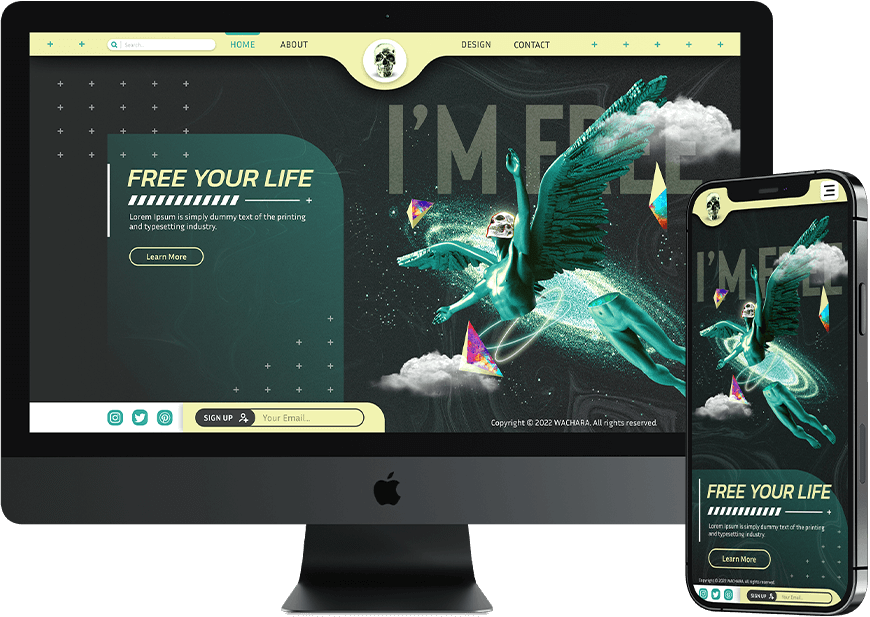 Search...
HOME
ABOUT
DESIGN
CONTACT
I'M FREE
FREE YOUR LIFE
Lorem Ipsum is simply dummy text of the printing
and typesetting industry.
Learn More
SIGN UP
Your Email...
Copyright © 2022 WACHARA. All rights reserved.
I'M FREE
FREE YOUR LIFE
Lorem Ipsum is simply dummy text of the printing
and typesetting industry.
Learn More
Copyright © 2022 WACHARA. All rights reserved.
SIGN UP
Your Email...